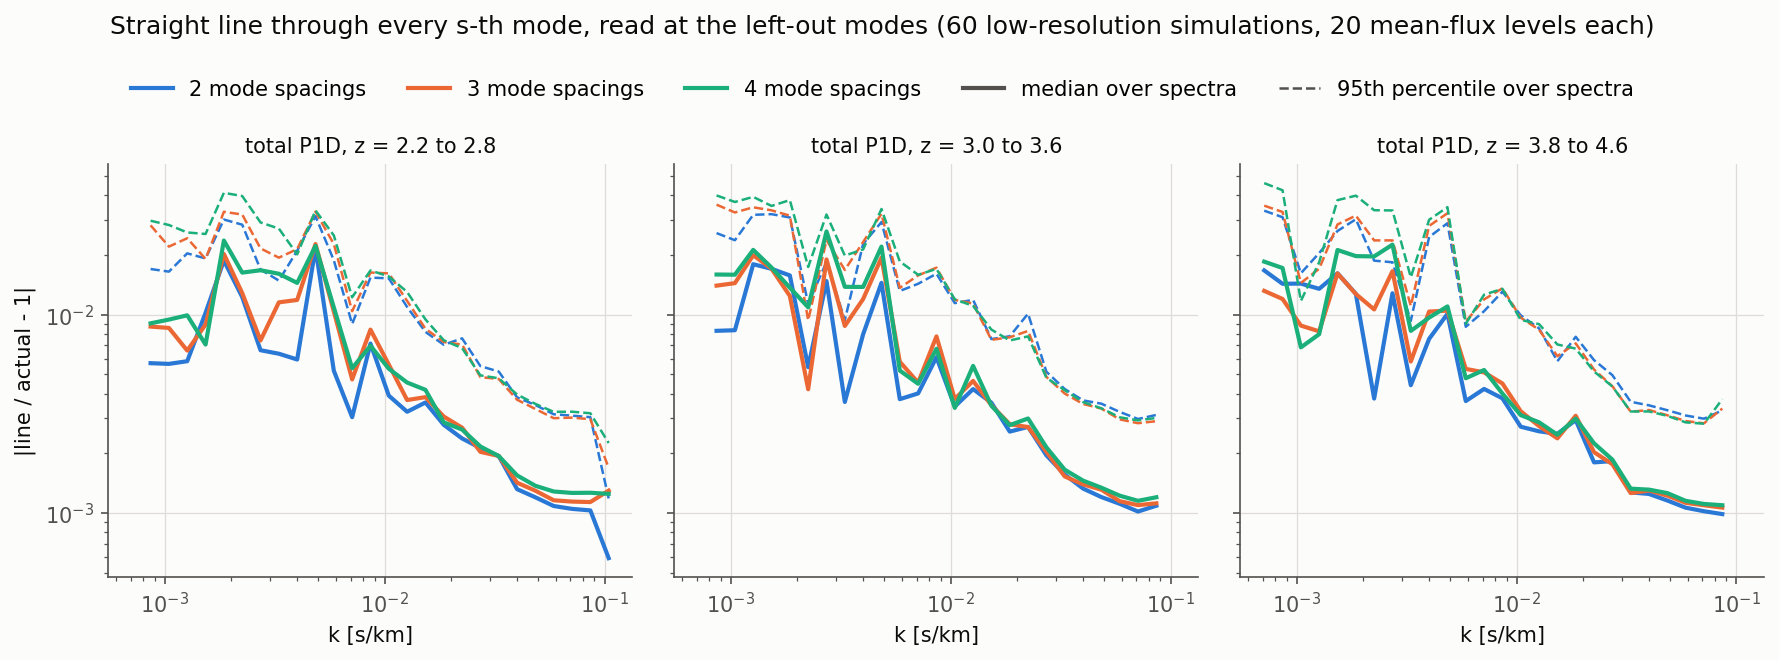 Straight line through every s-th mode, read at the left-out modes (60 low-resolution simulations, 20 mean-flux levels each)
2 mode spacings 3 mode spacings 4 mode spacings median over spectra 95th percentile over spectra
total P1D, z = 2.2 to 2.8 total P1D, z = 3.0 to 3.6 total P1D, z = 3.8 to 4.6
|line / actual - 1|
10⁻²
10⁻³
10⁻³ 10⁻² 10⁻¹ 10⁻³ 10⁻² 10⁻¹ 10⁻³ 10⁻² 10⁻¹
k [s/km] k [s/km] k [s/km]